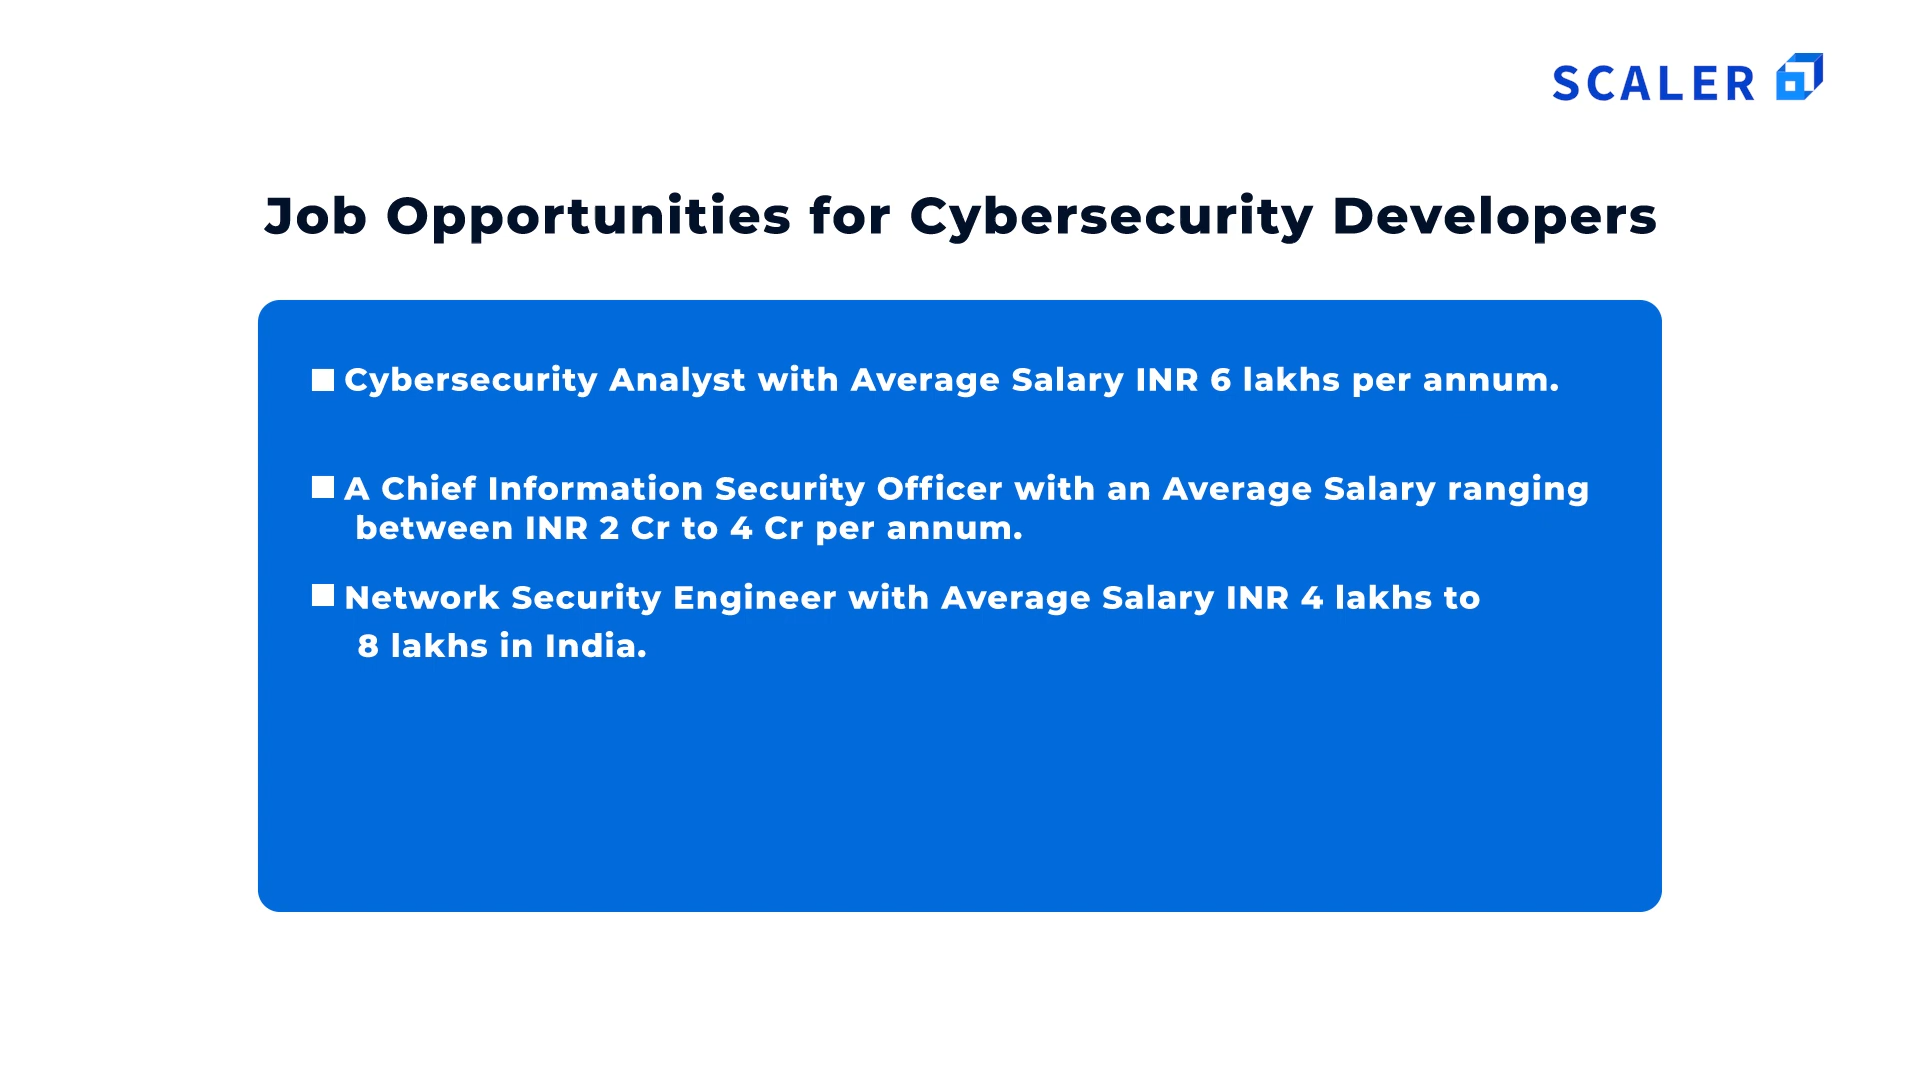 SCALER
Job Opportunities for Cybersecurity Developers
Cybersecurity Analyst with Average Salary INR 6 lakhs per annum.
A Chief Information Security Officer with an Average Salary ranging
between INR 2 Cr to 4 Cr per annum.
Network Security Engineer with Average Salary INR 4 lakhs to
8 lakhs in India.